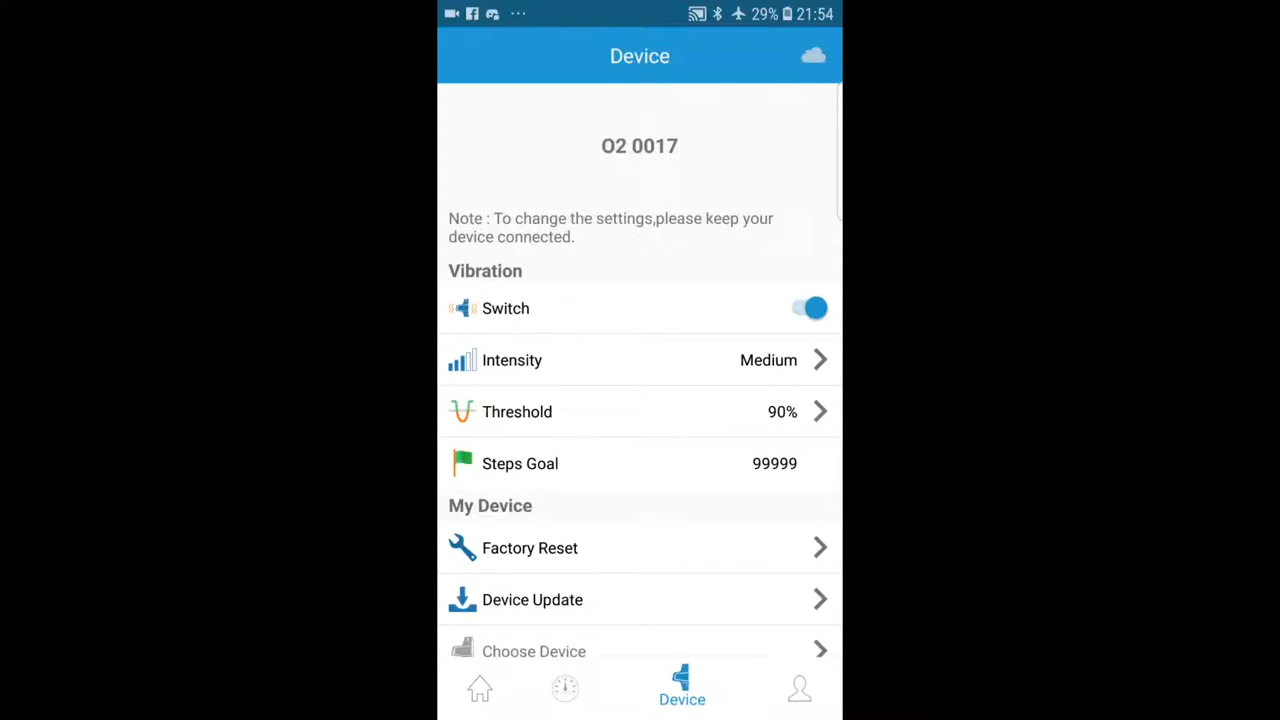 ··· 29% 21:54
Device
O2 0017
Note : To change the settings,please keep your
device connected.
Vibration
Switch
Intensity Medium
Threshold 90%
Steps Goal 99999
My Device
Factory Reset
Device Update
Choose Device
Device